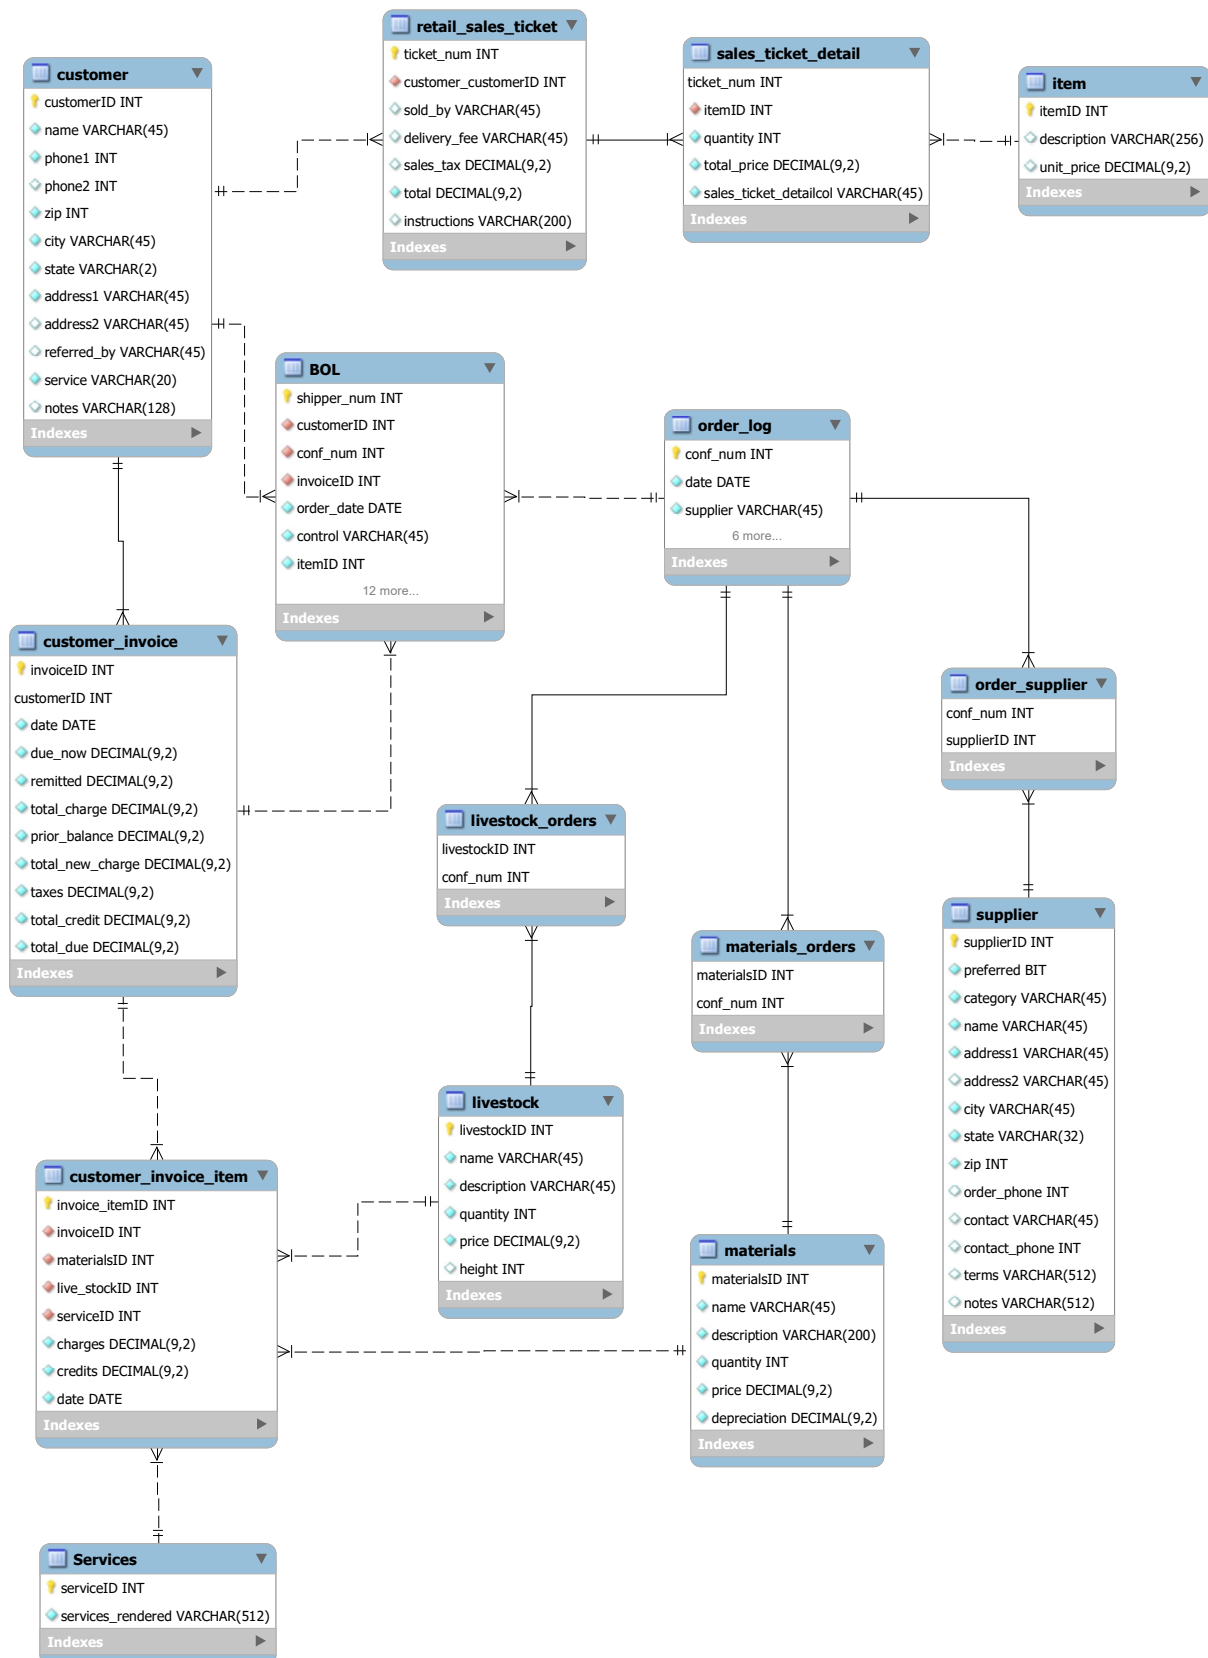 retail_sales_ticket
ticket_num INT
customer_customerID INT
sold_by VARCHAR(45)
delivery_fee VARCHAR(45)
sales_tax DECIMAL(9,2)
total DECIMAL(9,2)
instructions VARCHAR(200)
Indexes
sales_ticket_detail
ticket_num INT
itemID INT
quantity INT
total_price DECIMAL(9,2)
sales_ticket_detailcol VARCHAR(45)
Indexes
item
itemID INT
description VARCHAR(256)
unit_price DECIMAL(9,2)
Indexes
customer
customerID INT
name VARCHAR(45)
phone1 INT
phone2 INT
zip INT
city VARCHAR(45)
state VARCHAR(2)
address1 VARCHAR(45)
address2 VARCHAR(45)
referred_by VARCHAR(45)
service VARCHAR(20)
notes VARCHAR(128)
Indexes
BOL
shipper_num INT
customerID INT
conf_num INT
invoiceID INT
order_date DATE
control VARCHAR(45)
itemID INT
12 more...
Indexes
order_log
conf_num INT
date DATE
supplier VARCHAR(45)
6 more...
Indexes
customer_invoice
invoiceID INT
customerID INT
date DATE
due_now DECIMAL(9,2)
remitted DECIMAL(9,2)
total_charge DECIMAL(9,2)
prior_balance DECIMAL(9,2)
total_new_charge DECIMAL(9,2)
taxes DECIMAL(9,2)
total_credit DECIMAL(9,2)
total_due DECIMAL(9,2)
Indexes
order_supplier
conf_num INT
supplierID INT
Indexes
livestock_orders
livestockID INT
conf_num INT
Indexes
materials_orders
materialsID INT
conf_num INT
Indexes
supplier
supplierID INT
preferred BIT
category VARCHAR(45)
name VARCHAR(45)
address1 VARCHAR(45)
address2 VARCHAR(45)
city VARCHAR(45)
state VARCHAR(32)
zip INT
order_phone INT
contact VARCHAR(45)
contact_phone INT
terms VARCHAR(512)
notes VARCHAR(512)
Indexes
livestock
livestockID INT
name VARCHAR(45)
description VARCHAR(45)
quantity INT
price DECIMAL(9,2)
height INT
Indexes
customer_invoice_item
invoice_itemID INT
invoiceID INT
materialsID INT
live_stockID INT
serviceID INT
charges DECIMAL(9,2)
credits DECIMAL(9,2)
date DATE
Indexes
materials
materialsID INT
name VARCHAR(45)
description VARCHAR(200)
quantity INT
price DECIMAL(9,2)
depreciation DECIMAL(9,2)
Indexes
Services
serviceID INT
services_rendered VARCHAR(512)
Indexes